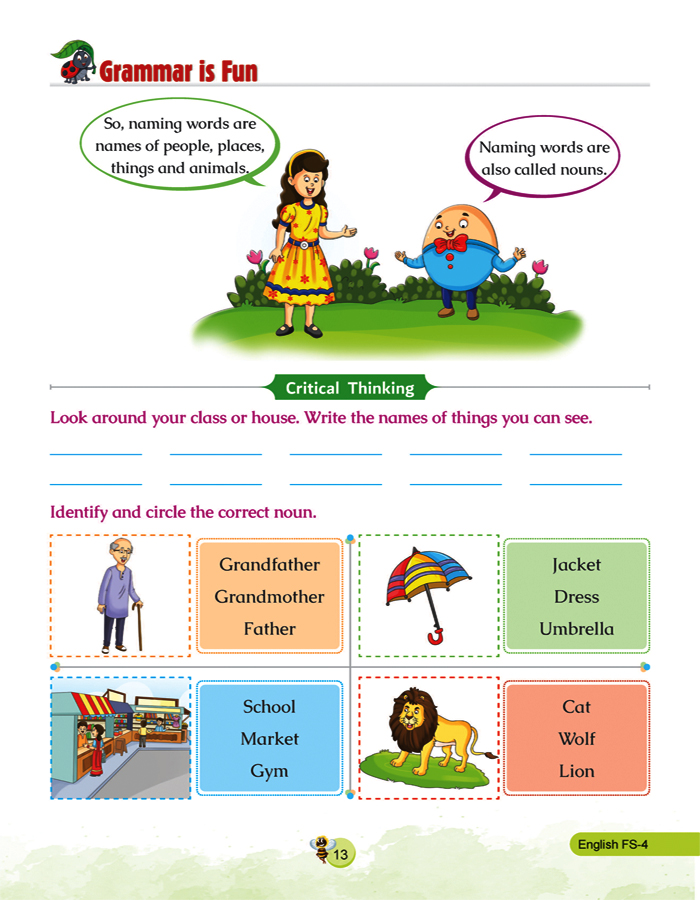 Grammar is Fun
So, naming words are
names of people, places,
things and animals.
Naming words are
also called nouns.
Critical Thinking
Look around your class or house. Write the names of things you can see.
Identify and circle the correct noun.
Grandfather
Grandmother
Father
Jacket
Dress
Umbrella
School
Market
Gym
Cat
Wolf
Lion
13
English FS-4